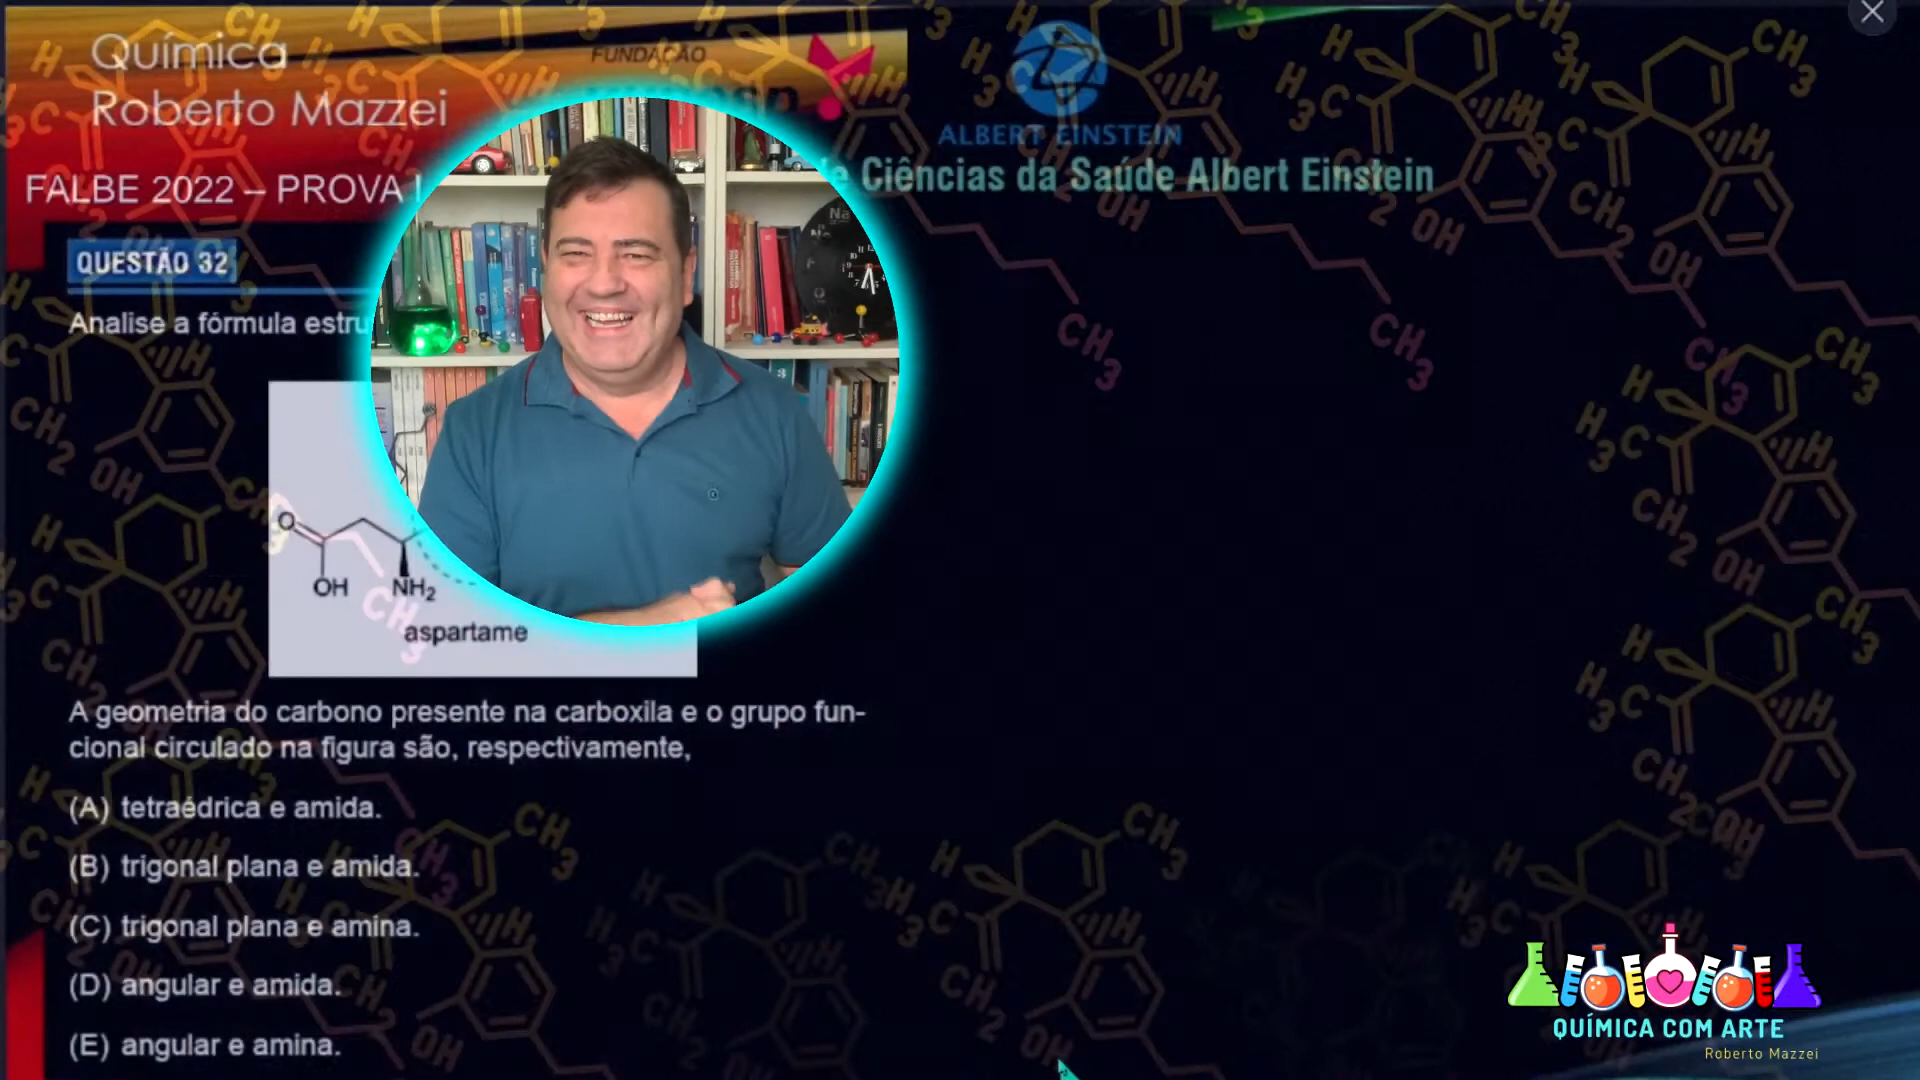 Química
FUNDAÇÃO
Roberto Mazzei
ALBERT EINSTEIN
FALBE 2022 – PROVA I
de Ciências da Saúde Albert Einstein
QUESTÃO 32
Analise a fórmula estru
O
OH
NH2
aspartame
A geometria do carbono presente na carboxila e o grupo fun-
cional circulado na figura são, respectivamente,
(A) tetraédrica e amida.
(B) trigonal plana e amida.
(C) trigonal plana e amina.
(D) angular e amida.
(E) angular e amina.
QUÍMICA COM ARTE
Roberto Mazzei